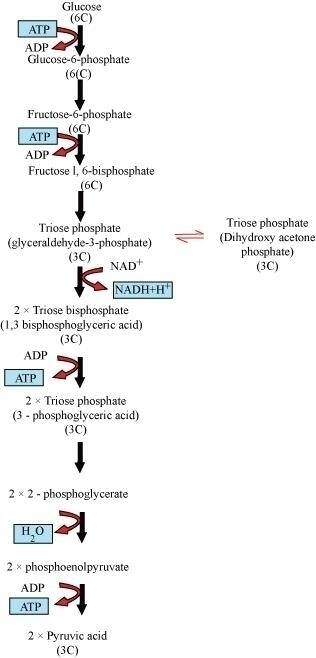 Glucose
(6C)
ATP
ADP
Glucose-6-phosphate
(6(C)
Fructose-6-phosphate
(6C)
ATP
ADP
Fructose l, 6-bisphosphate
(6C)
Triose phosphate
(glyceraldehyde-3-phosphate)
(3C)
Triose phosphate
(Dihydroxy acetone
phosphate)
(3C)
NAD⁺
NADH+H⁺
2 × Triose bisphosphate
(1,3 bisphosphoglyceric acid)
(3C)
ADP
ATP
2 × Triose phosphate
(3 - phosphoglyceric acid)
(3C)
2 × 2 - phosphoglycerate
H₂O
2 × phosphoenolpyruvate
ADP
ATP
2 × Pyruvic acid
(3C)